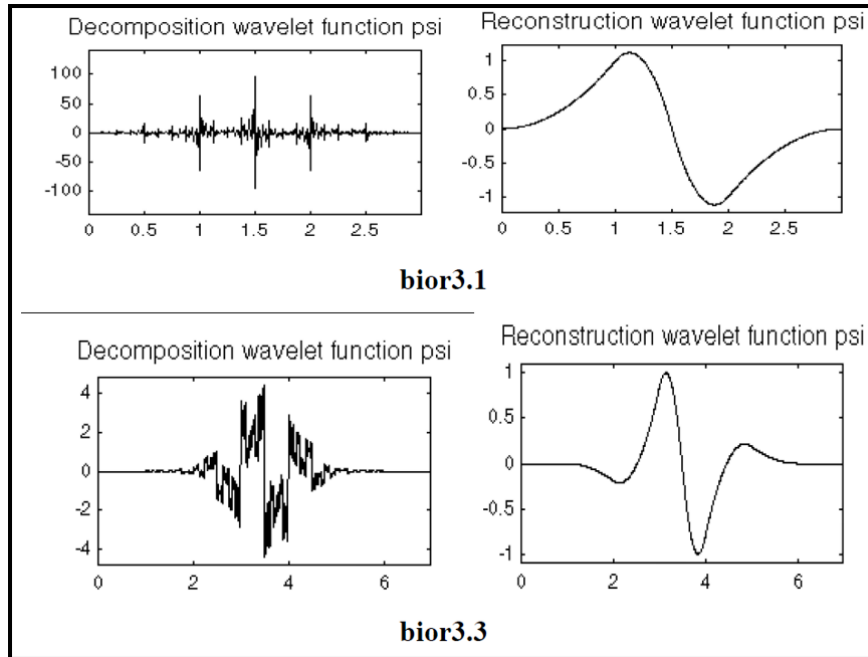 Decomposition wavelet function psi
100
50
0
-50
-100
0 0.5 1 1.5 2 2.5
Reconstruction wavelet function psi
1
0.5
0
-0.5
-1
0 0.5 1 1.5 2 2.5
bior3.1
Decomposition wavelet function psi
4
2
0
-2
-4
0 2 4 6
Reconstruction wavelet function psi
1
0.5
0
-0.5
-1
0 2 4 6
bior3.3